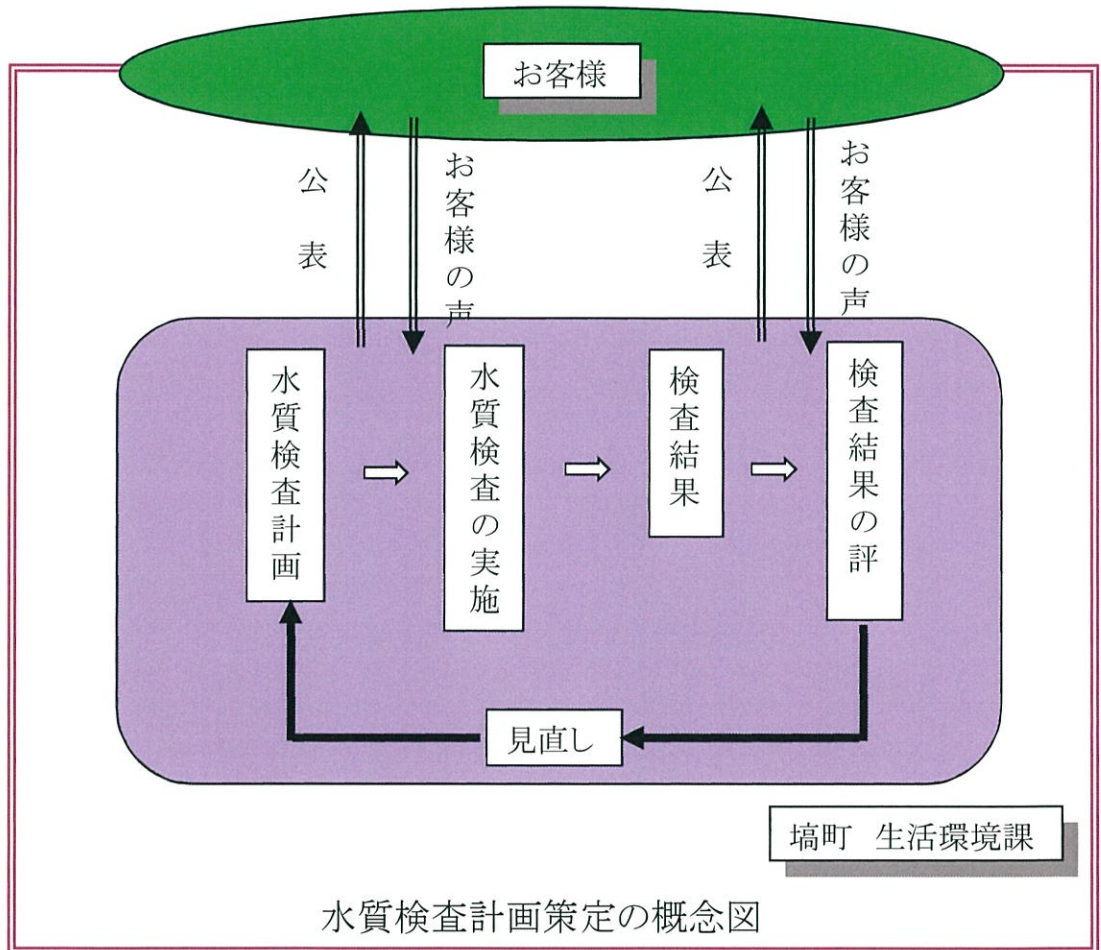 お客様
公表
お客様の声
公表
お客様の声
水質検査計画
水質検査の実施
検査結果
検査結果の評
見直し
塙町　生活環境課
水質検査計画策定の概念図